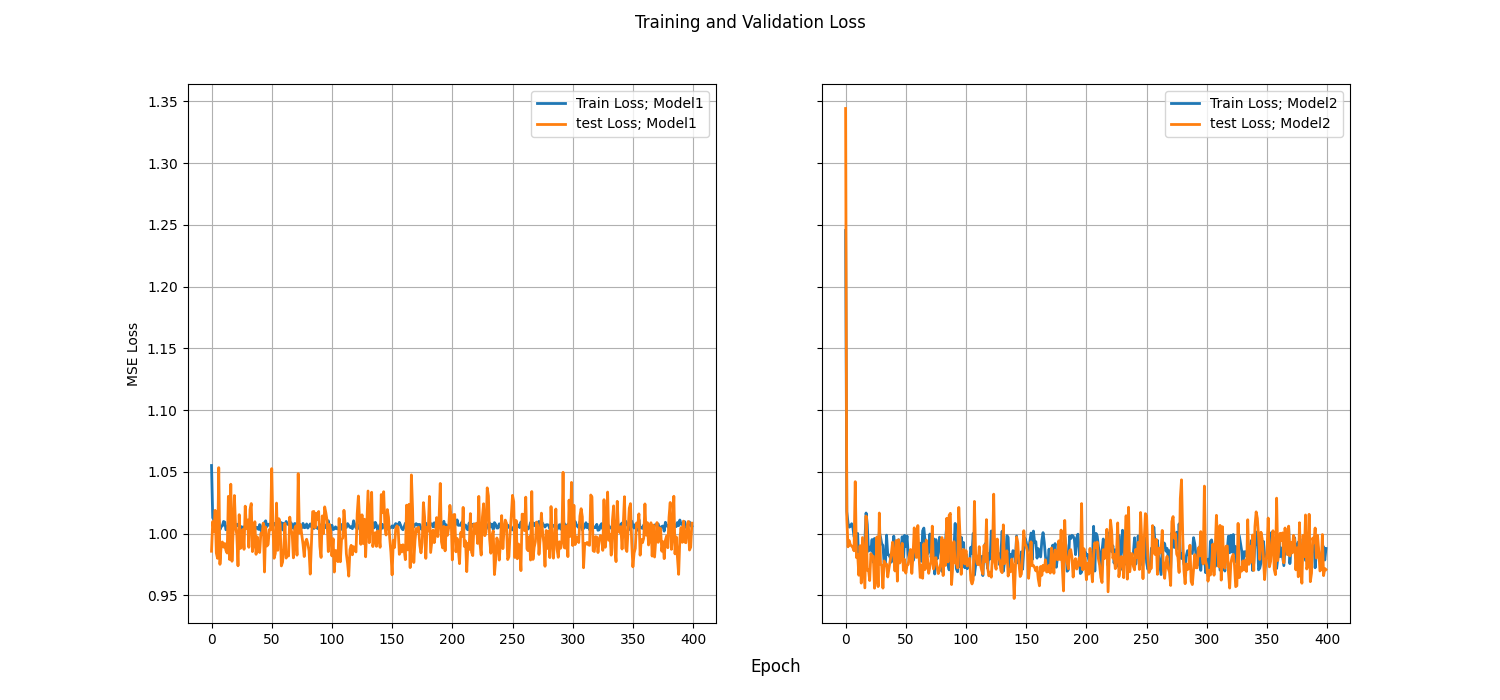 Training and Validation Loss
Train Loss; Model1
test Loss; Model1
Train Loss; Model2
test Loss; Model2
1.35
1.30
1.25
1.20
1.15
1.10
1.05
1.00
0.95
MSE Loss
0 50 100 150 200 250 300 350 400
0 50 100 150 200 250 300 350 400
Epoch